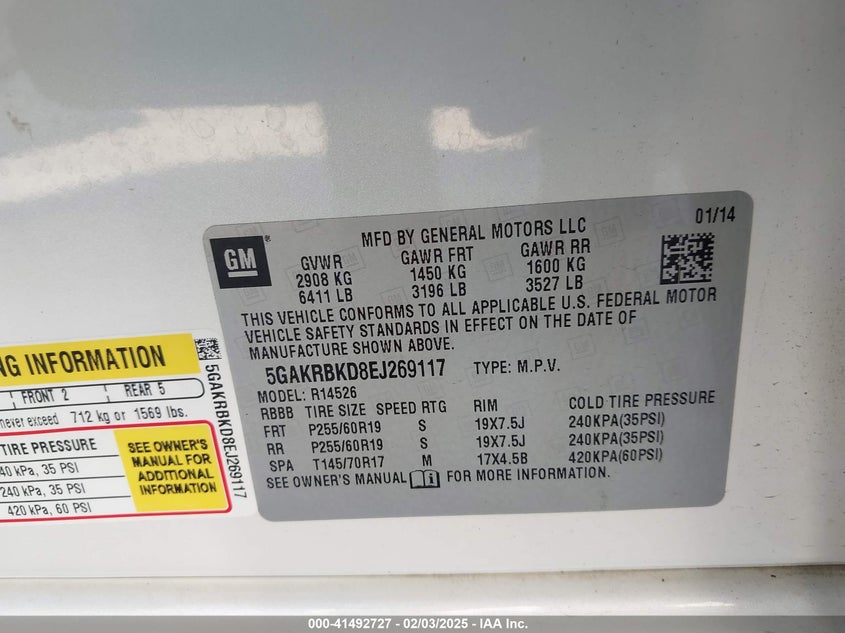 01/14
GM
MFD BY GENERAL MOTORS LLC
GVWR GAWR FRT GAWR RR
2908 KG 1450 KG 1600 KG
6411 LB 3196 LB 3527 LB
THIS VEHICLE CONFORMS TO ALL APPLICABLE U.S. FEDERAL MOTOR
VEHICLE SAFETY STANDARDS IN EFFECT ON THE DATE OF
MANUFACTURE SHOWN ABOVE.
5GAKRBKD8EJ269117 TYPE: M.P.V.
MODEL: R14526
RBBB TIRE SIZE SPEED RTG RIM COLD TIRE PRESSURE
FRT P255/60R19 S 19X7.5J 240KPA(35PSI)
RR P255/60R19 S 19X7.5J 240KPA(35PSI)
SPA T145/70R17 M 17X4.5B 420KPA(60PSI)
SEE OWNER'S MANUAL FOR MORE INFORMATION.
NG INFORMATION
FRONT 2 REAR 5
never exceed 712 kg or 1569 lbs.
TIRE PRESSURE
40 kPa, 35 PSI
240 kPa, 35 PSI
420 kPa, 60 PSI
SEE OWNER'S
MANUAL FOR
ADDITIONAL
INFORMATION
5GAKRBKD8EJ269117
000-41492727 — 02/03/2025 — IAA Inc.